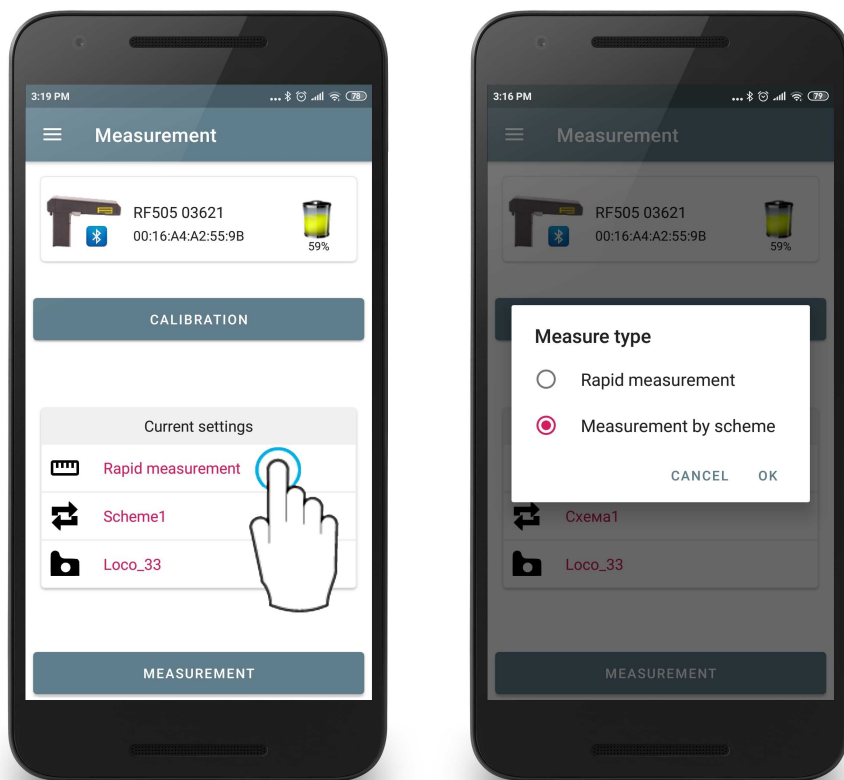 3:19 PM
78
Measurement
RF505 03621
00:16:A4:A2:55:9B
59%
CALIBRATION
Current settings
Rapid measurement
Scheme1
Loco_33
MEASUREMENT
3:16 PM
79
Measurement
RF505 03621
00:16:A4:A2:55:9B
59%
Measure type
Rapid measurement
Measurement by scheme
CANCEL OK
Схема1
Loco_33
MEASUREMENT